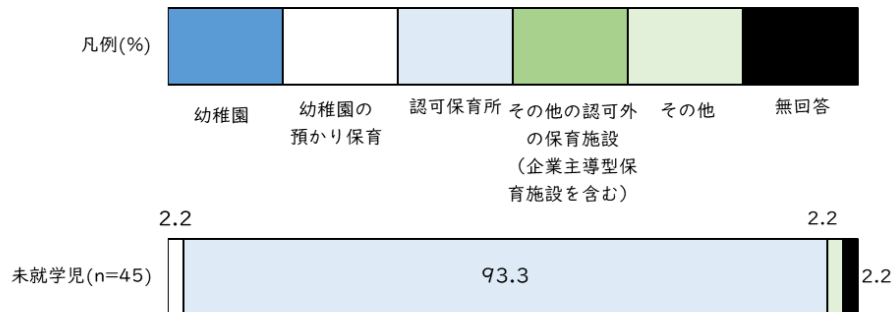 凡例(%)
幼稚園
幼稚園の
預かり保育
認可保育所
その他の認可外
の保育施設
（企業主導型保
育施設を含む）
その他
無回答
2.2
2.2
未就学児(n=45)
93.3
2.2